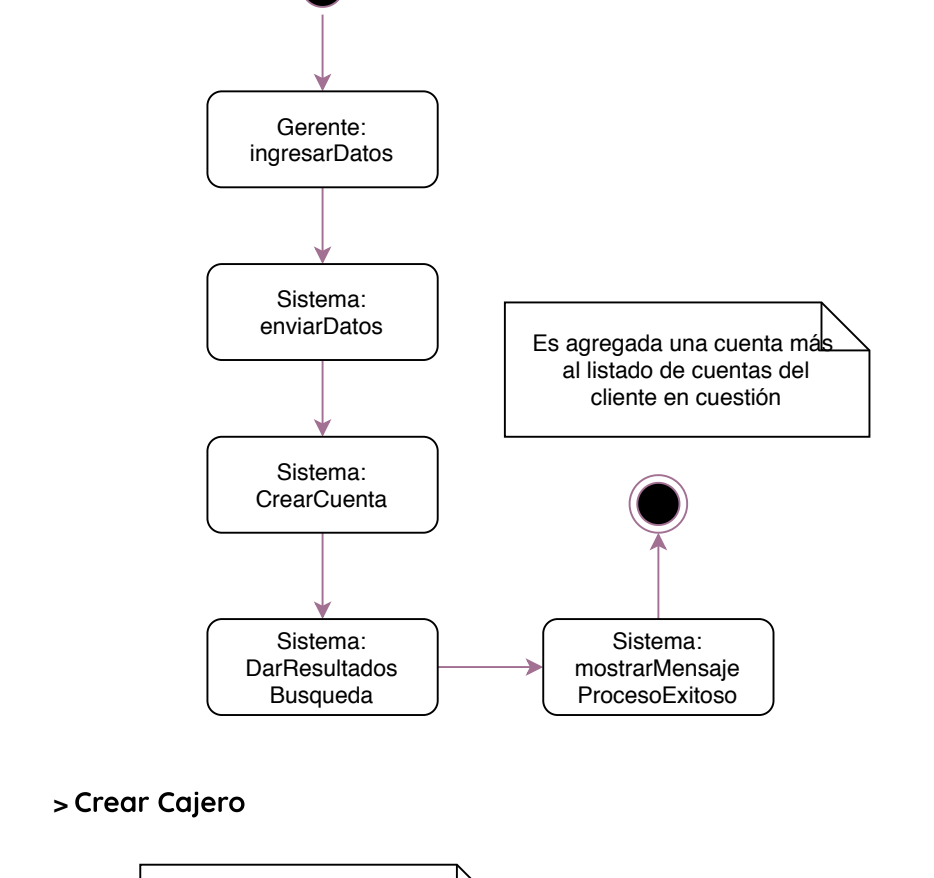 Gerente:
ingresarDatos
Sistema:
enviarDatos
Es agregada una cuenta más
al listado de cuentas del
cliente en cuestión
Sistema:
CrearCuenta
Sistema:
DarResultados
Busqueda
Sistema:
mostrarMensaje
ProcesoExitoso
> Crear Cajero